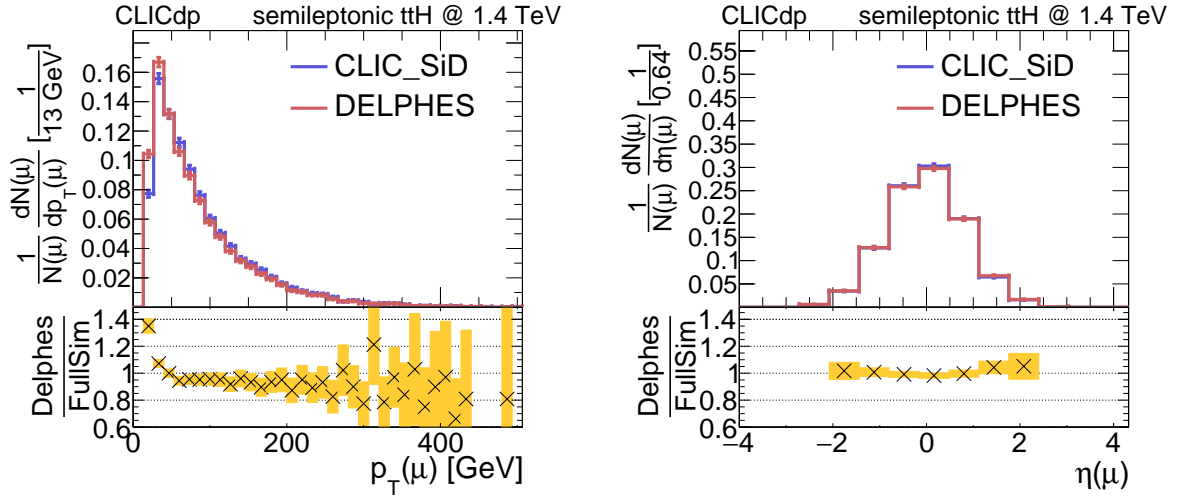 CLICdp semileptonic ttH @ 1.4 TeV
CLIC_SiD
DELPHES
1/N(μ) dN(μ)/dp_T(μ) [1/13 GeV]
0.16
0.14
0.12
0.1
0.08
0.06
0.04
0.02
Delphes/FullSim
1.4
1.2
1
0.8
0.6
0 200 400
p_T(μ) [GeV]
CLICdp semileptonic ttH @ 1.4 TeV
CLIC_SiD
DELPHES
1/N(μ) dN(μ)/dη(μ) [1/0.64]
0.55
0.5
0.45
0.4
0.35
0.3
0.25
0.2
0.15
0.1
0.05
Delphes/FullSim
1.4
1.2
1
0.8
0.6
−4 −2 0 2 4
η(μ)